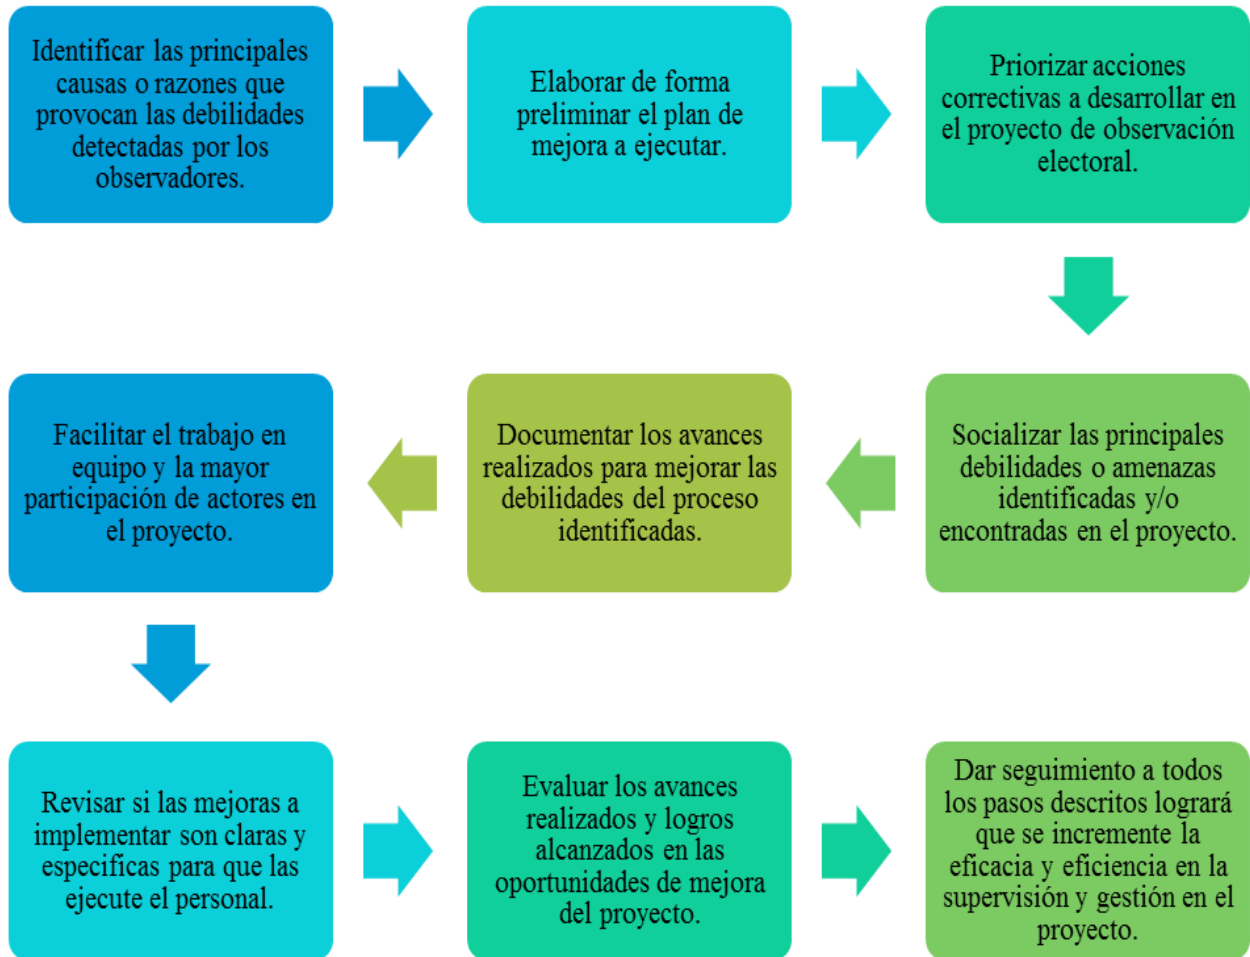 Identificar las principales
causas o razones que
provocan las debilidades
detectadas por los
observadores.
Elaborar de forma
preliminar el plan de
mejora a ejecutar.
Priorizar acciones
correctivas a desarrollar en
el proyecto de observación
electoral.
Socializar las principales
debilidades o amenazas
identificadas y/o
encontradas en el proyecto.
Documentar los avances
realizados para mejorar las
debilidades del proceso
identificadas.
Facilitar el trabajo en
equipo y la mayor
participación de actores en
el proyecto.
Revisar si las mejoras a
implementar son claras y
especificas para que las
ejecute el personal.
Evaluar los avances
realizados y logros
alcanzados en las
oportunidades de mejora
del proyecto.
Dar seguimiento a todos
los pasos descritos logrará
que se incremente la
eficacia y eficiencia en la
supervisión y gestión en el
proyecto.